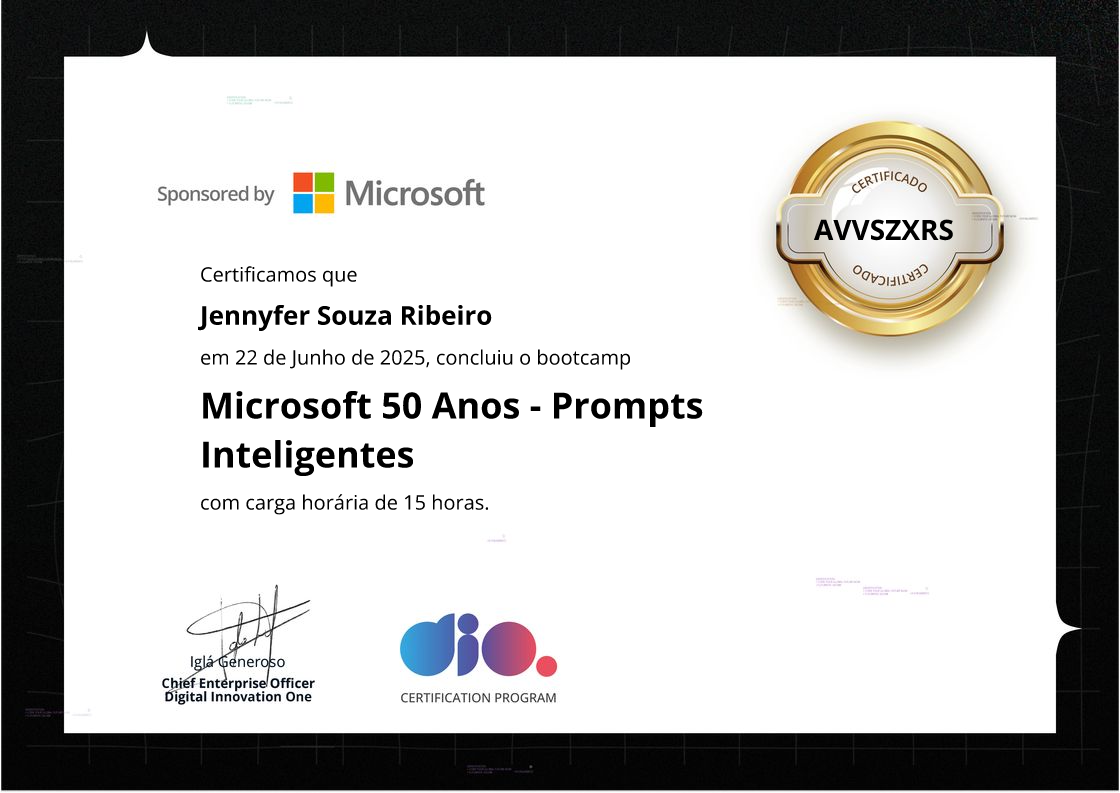 Sponsored by Microsoft
CERTIFICADO
AVVSZXRS
CERTIFICADO
Certificamos que
Jennyfer Souza Ribeiro
em 22 de Junho de 2025, concluiu o bootcamp
Microsoft 50 Anos - Prompts
Inteligentes
com carga horária de 15 horas.
Iglá Generoso
Chief Enterprise Officer
Digital Innovation One
dio.
CERTIFICATION PROGRAM